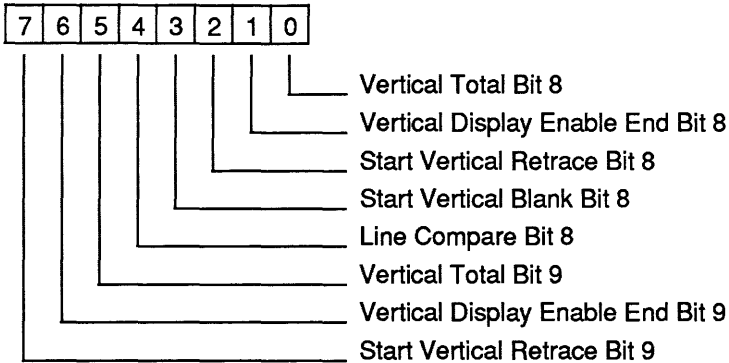 7 6 5 4 3 2 1 0
Vertical Total Bit 8
Vertical Display Enable End Bit 8
Start Vertical Retrace Bit 8
Start Vertical Blank Bit 8
Line Compare Bit 8
Vertical Total Bit 9
Vertical Display Enable End Bit 9
Start Vertical Retrace Bit 9